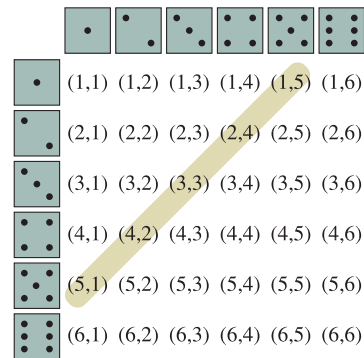 (1,1) (1,2) (1,3) (1,4) (1,5) (1,6)
(2,1) (2,2) (2,3) (2,4) (2,5) (2,6)
(3,1) (3,2) (3,3) (3,4) (3,5) (3,6)
(4,1) (4,2) (4,3) (4,4) (4,5) (4,6)
(5,1) (5,2) (5,3) (5,4) (5,5) (5,6)
(6,1) (6,2) (6,3) (6,4) (6,5) (6,6)